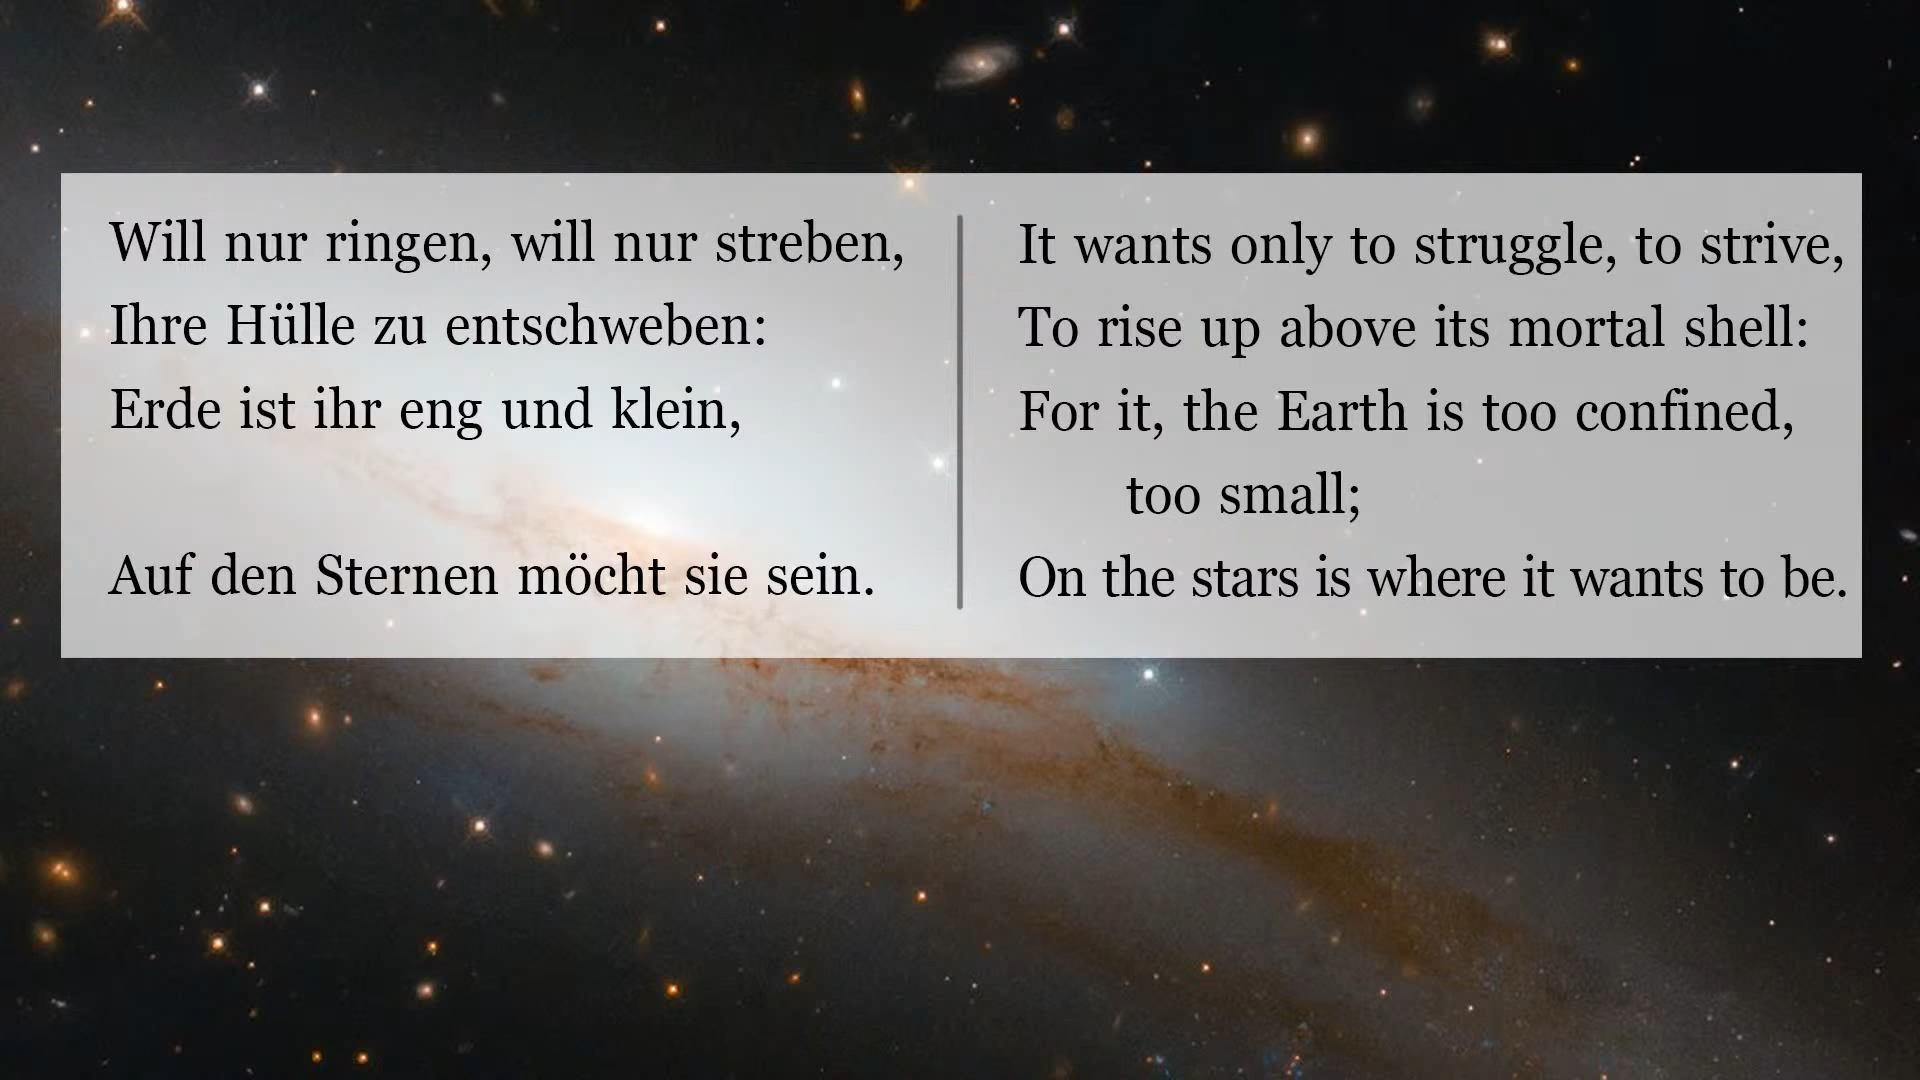 Will nur ringen, will nur streben,
Ihre Hülle zu entschweben:
Erde ist ihr eng und klein,
Auf den Sternen möcht sie sein.
It wants only to struggle, to strive,
To rise up above its mortal shell:
For it, the Earth is too confined,
too small;
On the stars is where it wants to be.